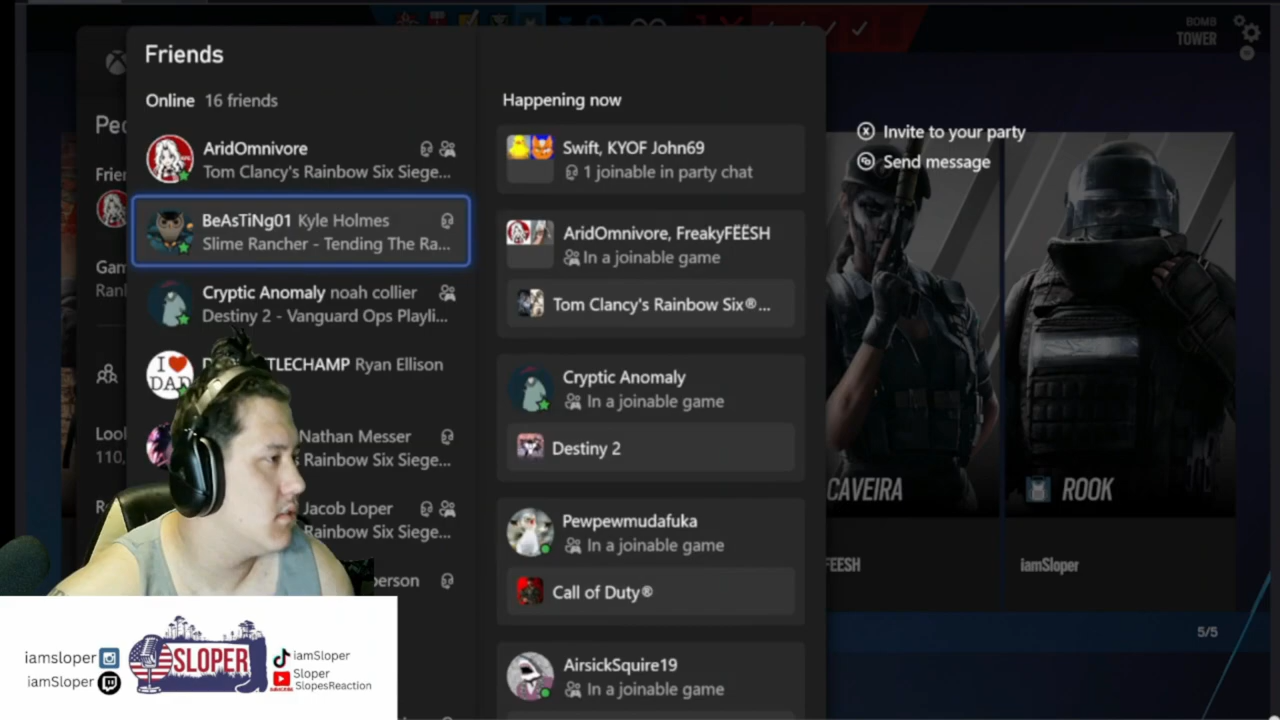 BOMB
TOWER
Friends
Online 16 friends
AridOmnivore
Tom Clancy's Rainbow Six Siege...
BeAsTiNg01 Kyle Holmes
Slime Rancher - Tending The Ra...
Cryptic Anomaly noah collier
Destiny 2 - Vanguard Ops Playli...
I ♥
DAD
TLECHAMP Ryan Ellison
Nathan Messer
Rainbow Six Siege...
Jacob Loper
Rainbow Six Siege...
Happening now
Swift, KYOF John69
1 joinable in party chat
AridOmnivore, FreakyFËËSH
In a joinable game
Tom Clancy's Rainbow Six®...
Cryptic Anomaly
In a joinable game
Destiny 2
Pewpewmudafuka
In a joinable game
Call of Duty®
AirsickSquire19
In a joinable game
Invite to your party
Send message
CAVEIRA
ROOK
FEESH
iamSloper
5/5
iamsloper
iamSloper
SLOPER
iamSloper
Sloper
SlopesReaction